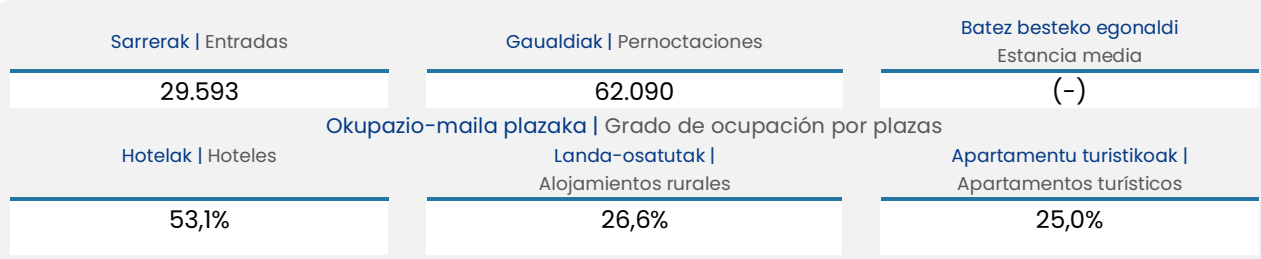 Sarrerak | Entradas
Gaualdiak | Pernoctaciones
Batez besteko egonaldi
Estancia media
29.593
62.090
(-)
Okupazio-maila plazaka | Grado de ocupación por plazas
Hotelak | Hoteles
Landa-osatutak |
Alojamientos rurales
Apartamentu turistikoak |
Apartamentos turísticos
53,1%
26,6%
25,0%